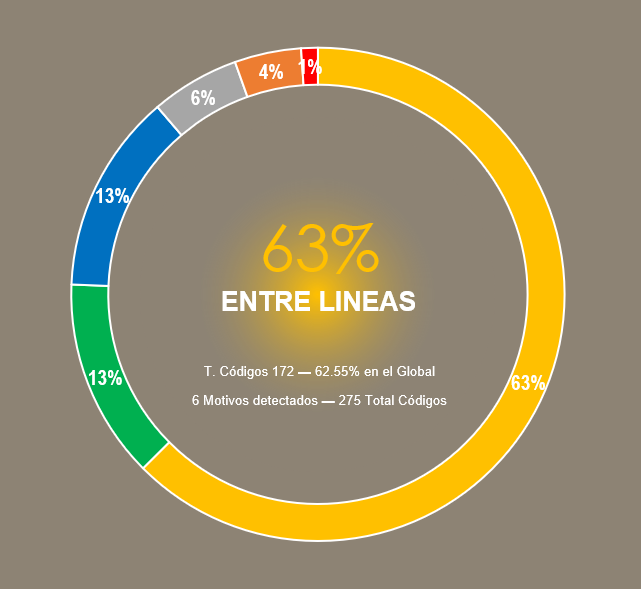 4%
1%
6%
13%
63%
ENTRE LINEAS
T. Códigos 172 — 62.55% en el Global
13%
63%
6 Motivos detectados — 275 Total Códigos